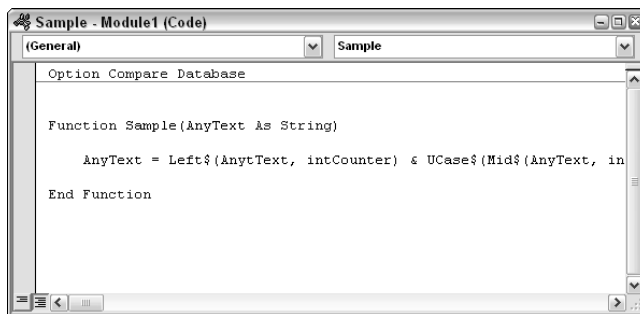 Sample - Module1 (Code)
(General) Sample
Option Compare Database
Function Sample(AnyText As String)
AnyText = Left$(AnytText, intCounter) & UCase$(Mid$(AnyText, in
End Function